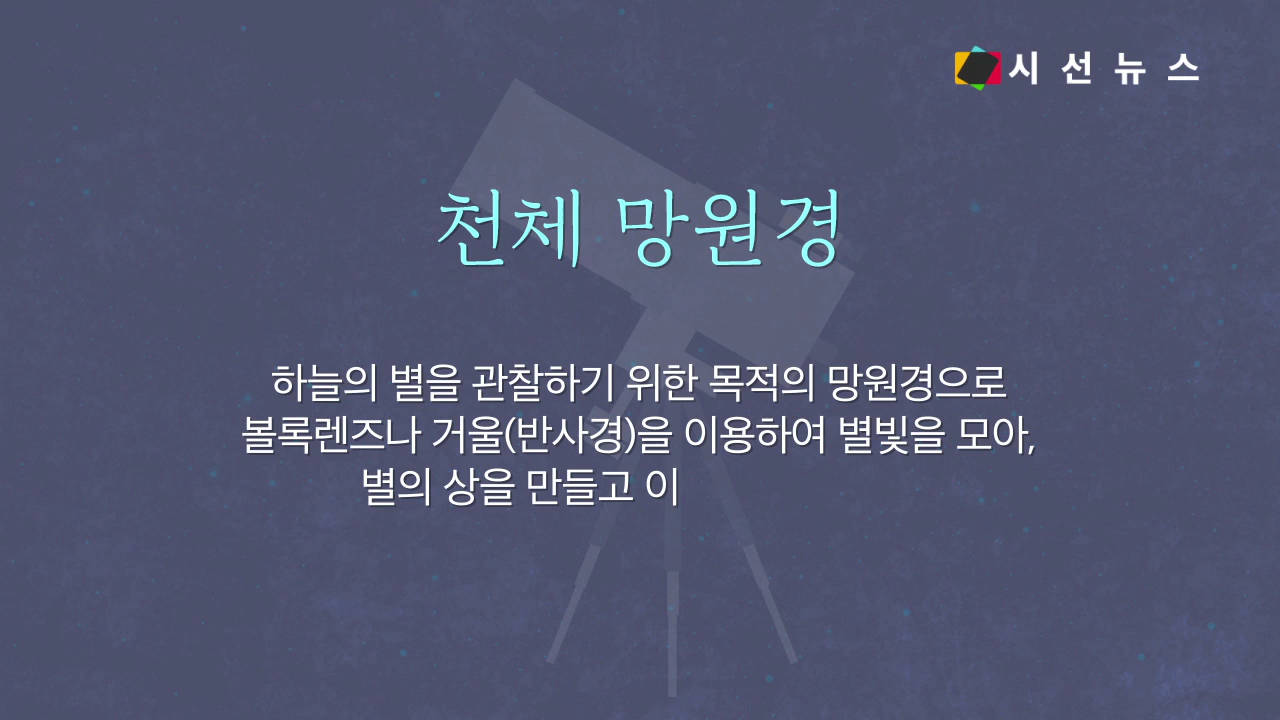 시선뉴스
천체 망원경
하늘의 별을 관찰하기 위한 목적의 망원경으로
볼록렌즈나 거울(반사경)을 이용하여 별빛을 모아,
별의 상을 만들고 이